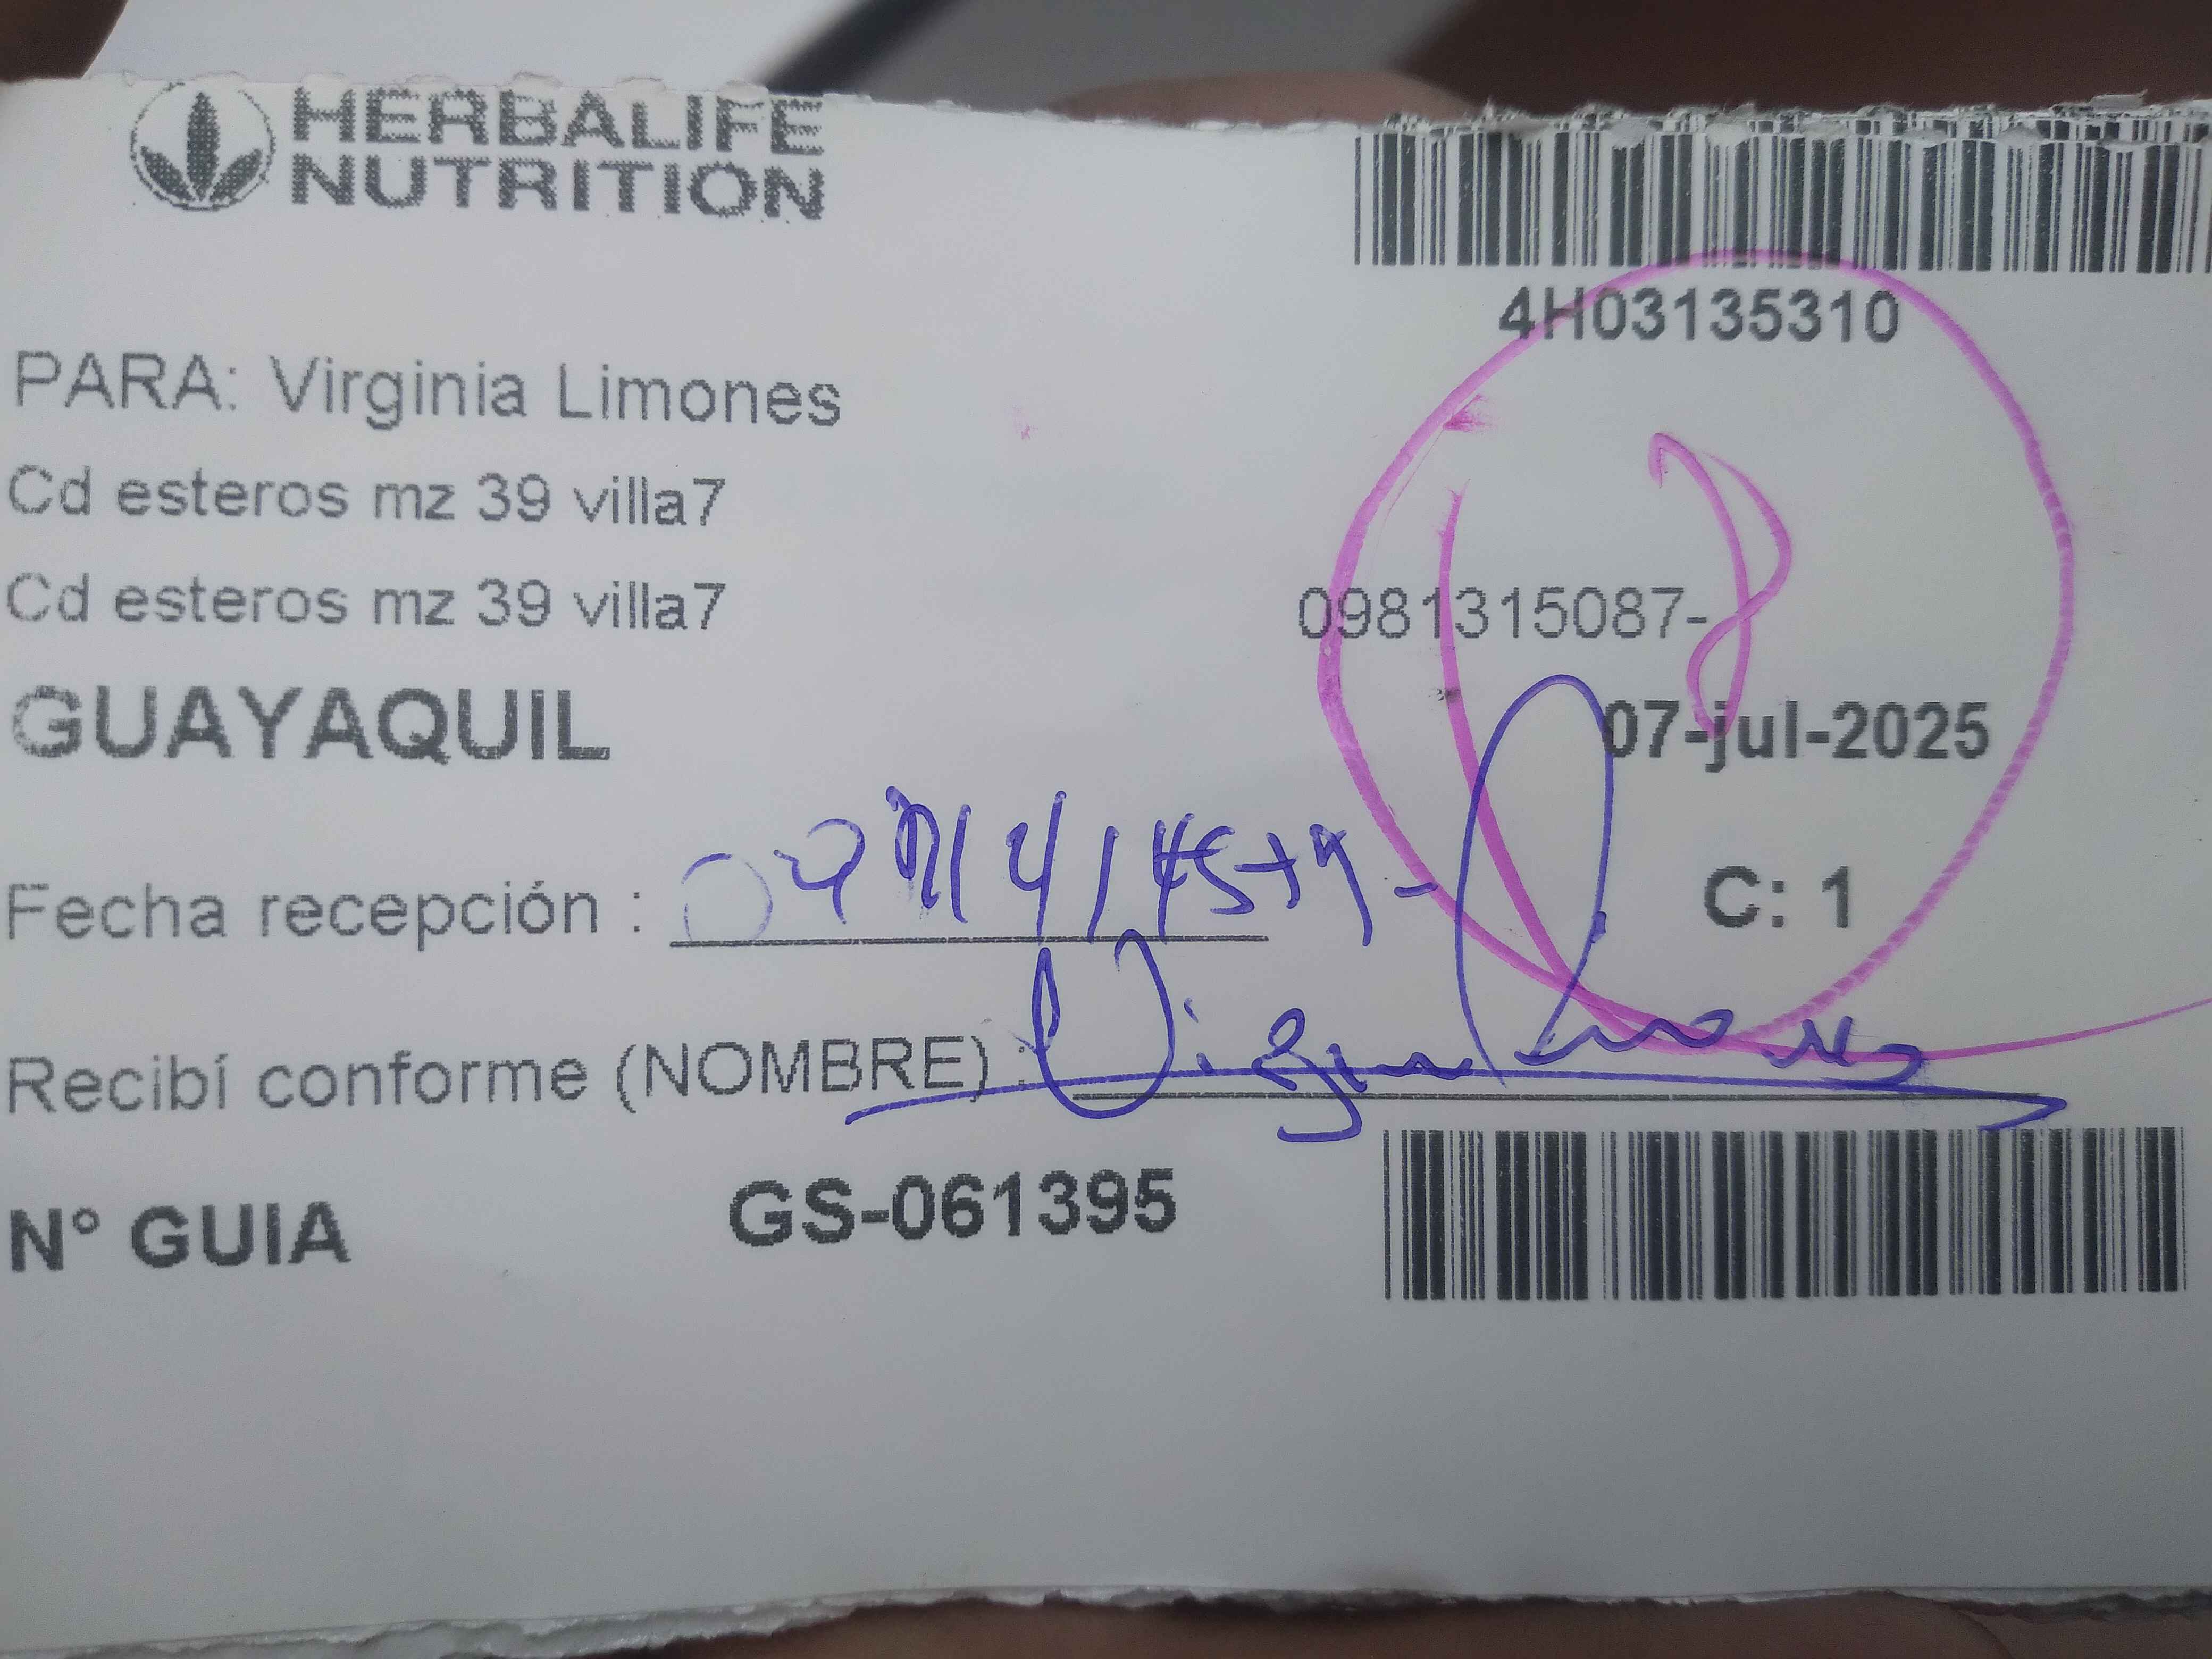 HERBALIFE
NUTRITION
4H03135310
PARA: Virginia Limones
Cd esteros mz 39 villa7
Cd esteros mz 39 villa7
0981315087-
GUAYAQUIL
07-jul-2025
Fecha recepción :
C: 1
Recibí conforme (NOMBRE) :
N° GUIA GS-061395